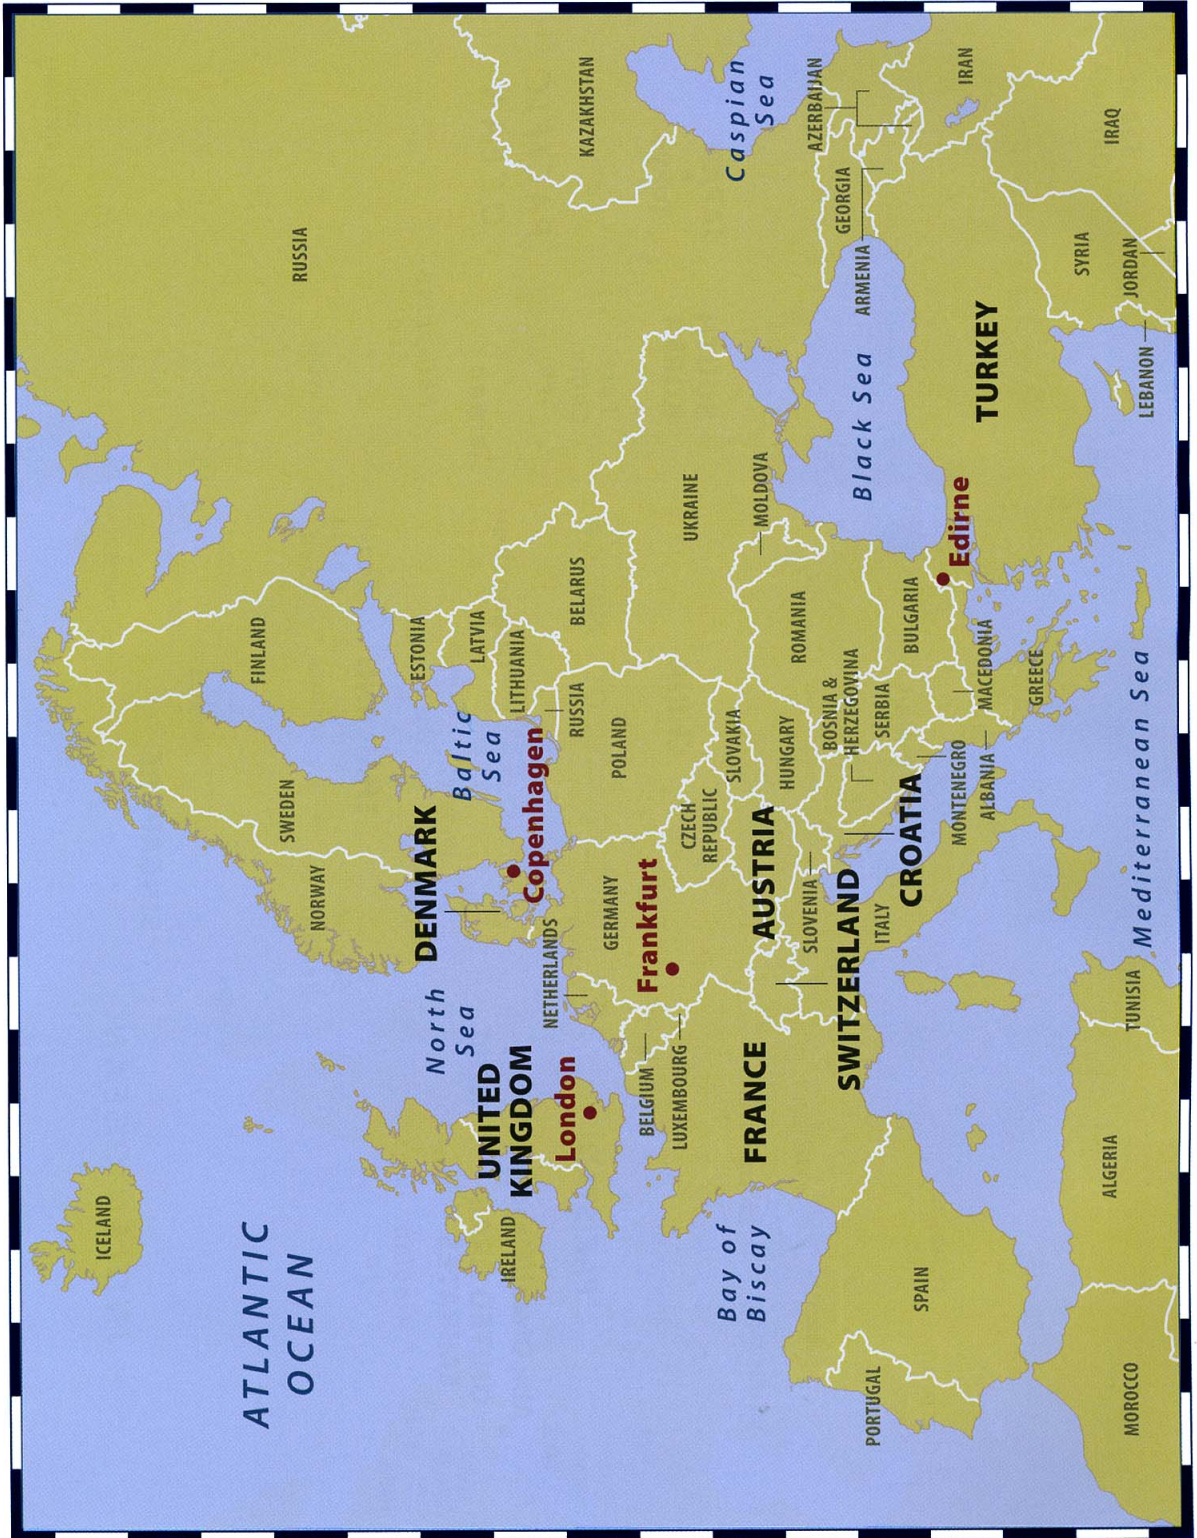 ICELAND
ATLANTIC
OCEAN
NORWAY
SWEDEN
FINLAND
RUSSIA
DENMARK
North
Sea
Baltic
Sea
ESTONIA
LATVIA
LITHUANIA
RUSSIA
Copenhagen
UNITED
KINGDOM
London
IRELAND
NETHERLANDS
BELARUS
POLAND
GERMANY
Frankfurt
BELGIUM
LUXEMBOURG
CZECH
REPUBLIC
SLOVAKIA
UKRAINE
KAZAKHSTAN
MOLDOVA
FRANCE
AUSTRIA
HUNGARY
ROMANIA
Bay of
Biscay
SWITZERLAND
SLOVENIA
ITALY
CROATIA
BOSNIA &
HERZEGOVINA
SERBIA
BULGARIA
Black Sea
Caspian
Sea
GEORGIA
AZERBAIJAN
ARMENIA
MONTENEGRO
ALBANIA
MACEDONIA
GREECE
Edirne
TURKEY
IRAN
PORTUGAL
SPAIN
Mediterranean Sea
SYRIA
IRAQ
LEBANON
JORDAN
MOROCCO
ALGERIA
TUNISIA